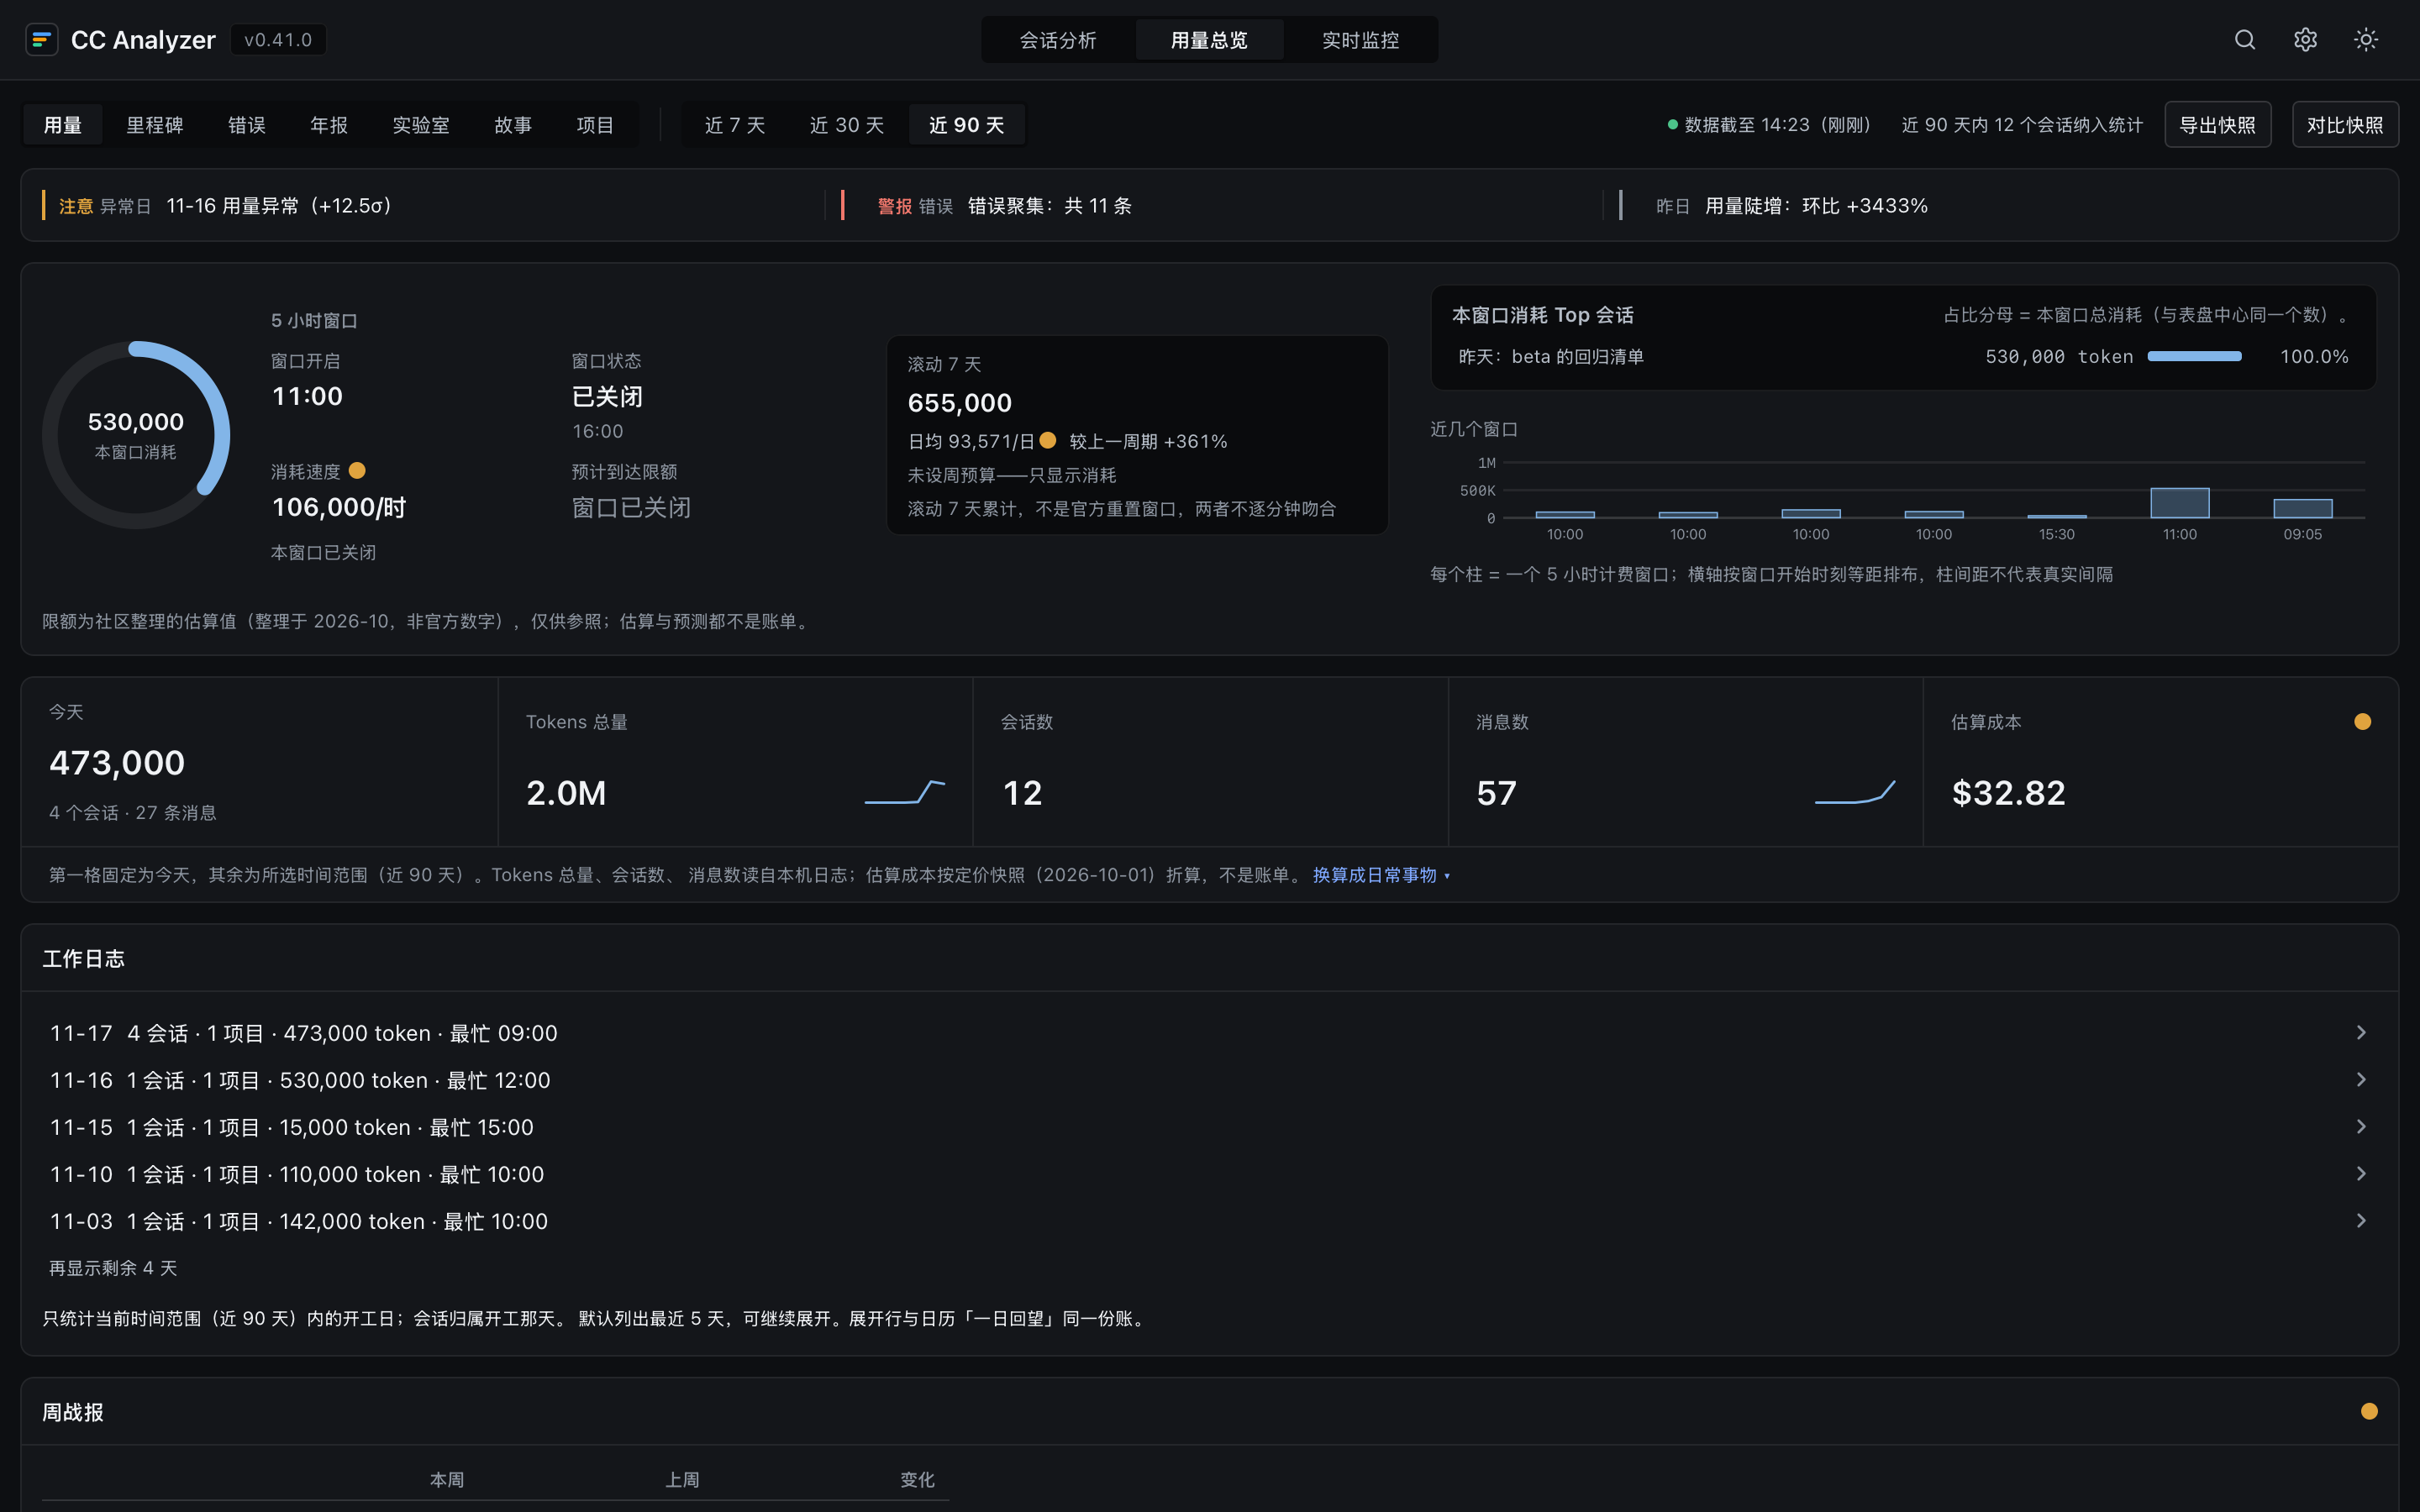 CC Analyzer v0.41.0
会话分析 用量总览 实时监控
用量 里程碑 错误 年报 实验室 故事 项目 近 7 天 近 30 天 近 90 天 数据截至 14:23（刚刚） 近 90 天内 12 个会话纳入统计 导出快照 对比快照
注意 异常日 11-16 用量异常（+12.5σ） 警报 错误 错误聚集：共 11 条 昨日 用量陡增：环比 +3433%
530,000
本窗口消耗
5 小时窗口
窗口开启
11:00
窗口状态
已关闭
16:00
消耗速度
106,000/时
本窗口已关闭
预计到达限额
窗口已关闭
滚动 7 天
655,000
日均 93,571/日 较上一周期 +361%
未设周预算——只显示消耗
滚动 7 天累计，不是官方重置窗口，两者不逐分钟吻合
本窗口消耗 Top 会话 占比分母 = 本窗口总消耗（与表盘中心同一个数）。
昨天：beta 的回归清单 530,000 token 100.0%
近几个窗口
1M
500K
0
10:00 10:00 10:00 10:00 15:30 11:00 09:05
每个柱 = 一个 5 小时计费窗口；横轴按窗口开始时刻等距排布，柱间距不代表真实间隔
限额为社区整理的估算值（整理于 2026-10，非官方数字），仅供参照；估算与预测都不是账单。
今天
473,000
4 个会话 · 27 条消息
Tokens 总量
2.0M
会话数
12
消息数
57
估算成本
$32.82
第一格固定为今天，其余为所选时间范围（近 90 天）。Tokens 总量、会话数、 消息数读自本机日志；估算成本按定价快照（2026-10-01）折算，不是账单。 换算成日常事物 ▾
工作日志
11-17 4 会话 · 1 项目 · 473,000 token · 最忙 09:00
11-16 1 会话 · 1 项目 · 530,000 token · 最忙 12:00
11-15 1 会话 · 1 项目 · 15,000 token · 最忙 15:00
11-10 1 会话 · 1 项目 · 110,000 token · 最忙 10:00
11-03 1 会话 · 1 项目 · 142,000 token · 最忙 10:00
再显示剩余 4 天
只统计当前时间范围（近 90 天）内的开工日；会话归属开工那天。 默认列出最近 5 天，可继续展开。展开行与日历「一日回望」同一份账。
周战报
本周 上周 变化